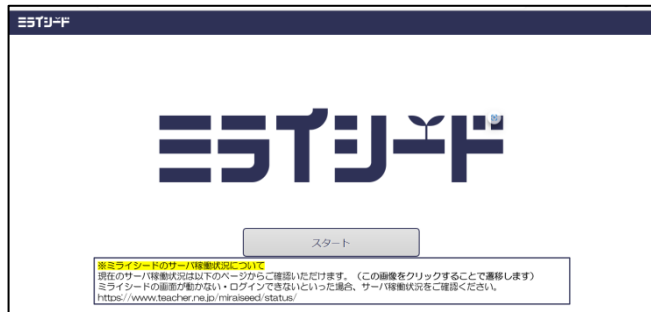 ミライシード
ミライシード
スタート
※ミライシードのサーバ稼働状況について
現在のサーバ稼働状況は以下のページからご確認いただけます。（この画像をクリックすることで遷移します）
ミライシードの画面が動かない・ログインできないといった場合、サーバ稼働状況をご確認ください。
https://www.teacher.ne.jp/miraiseed/status/